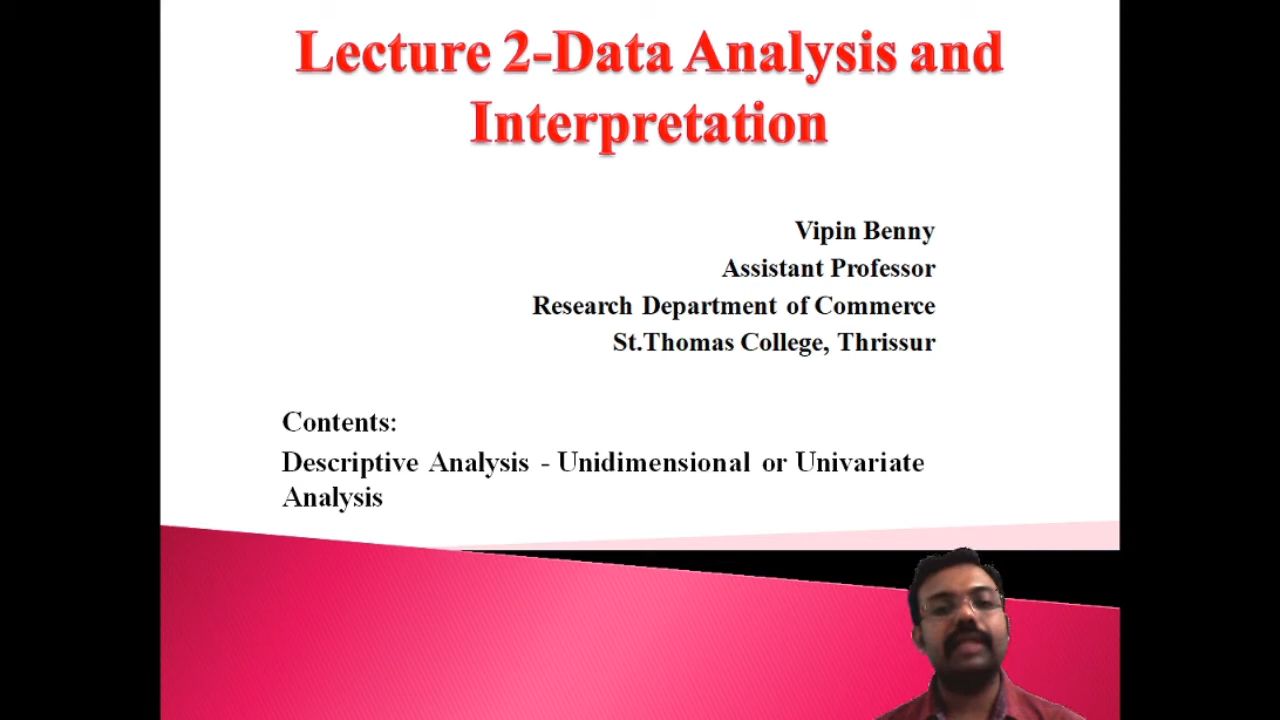 Lecture 2-Data Analysis and
Interpretation
Vipin Benny
Assistant Professor
Research Department of Commerce
St.Thomas College, Thrissur
Contents:
Descriptive Analysis - Unidimensional or Univariate
Analysis